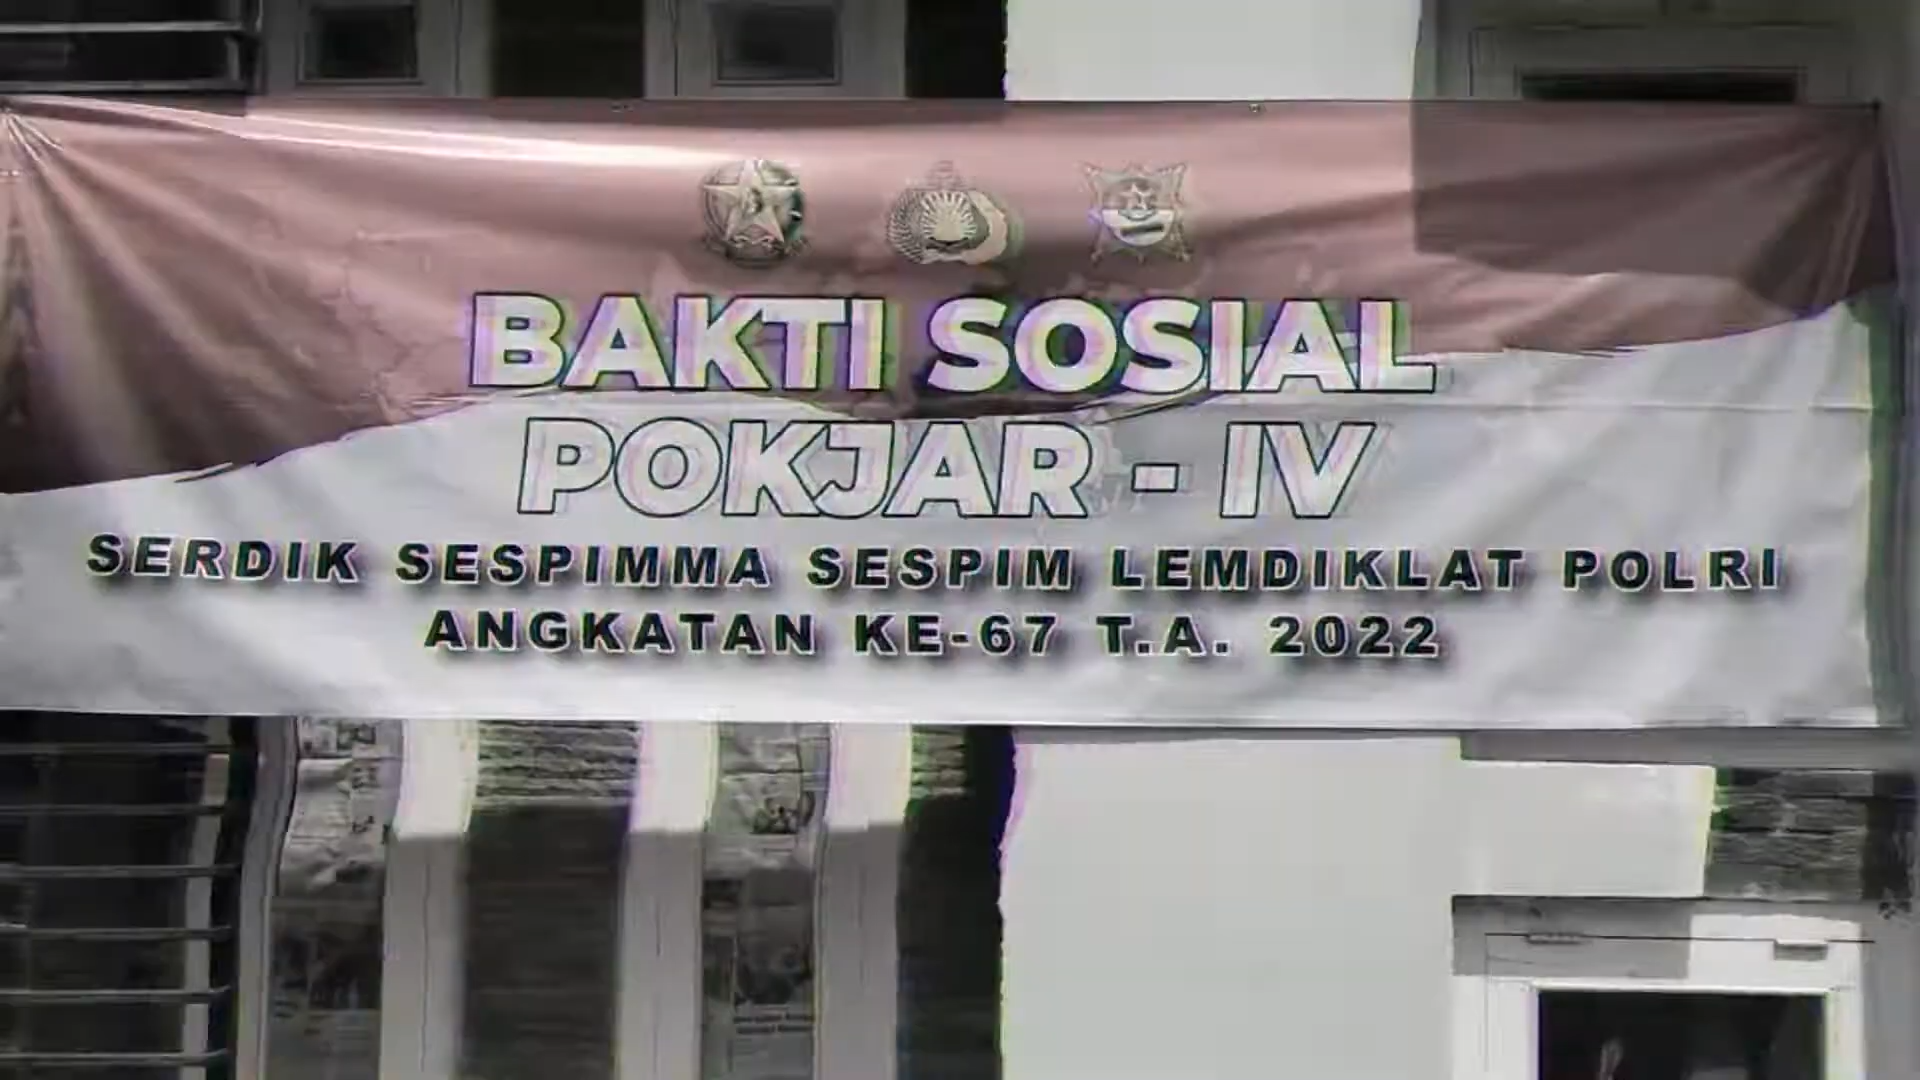 BAKTI SOSIAL
POKJAR - IV
SERDIK SESPIMMA SESPIM LEMDIKLAT POLRI
ANGKATAN KE-67 T.A. 2022